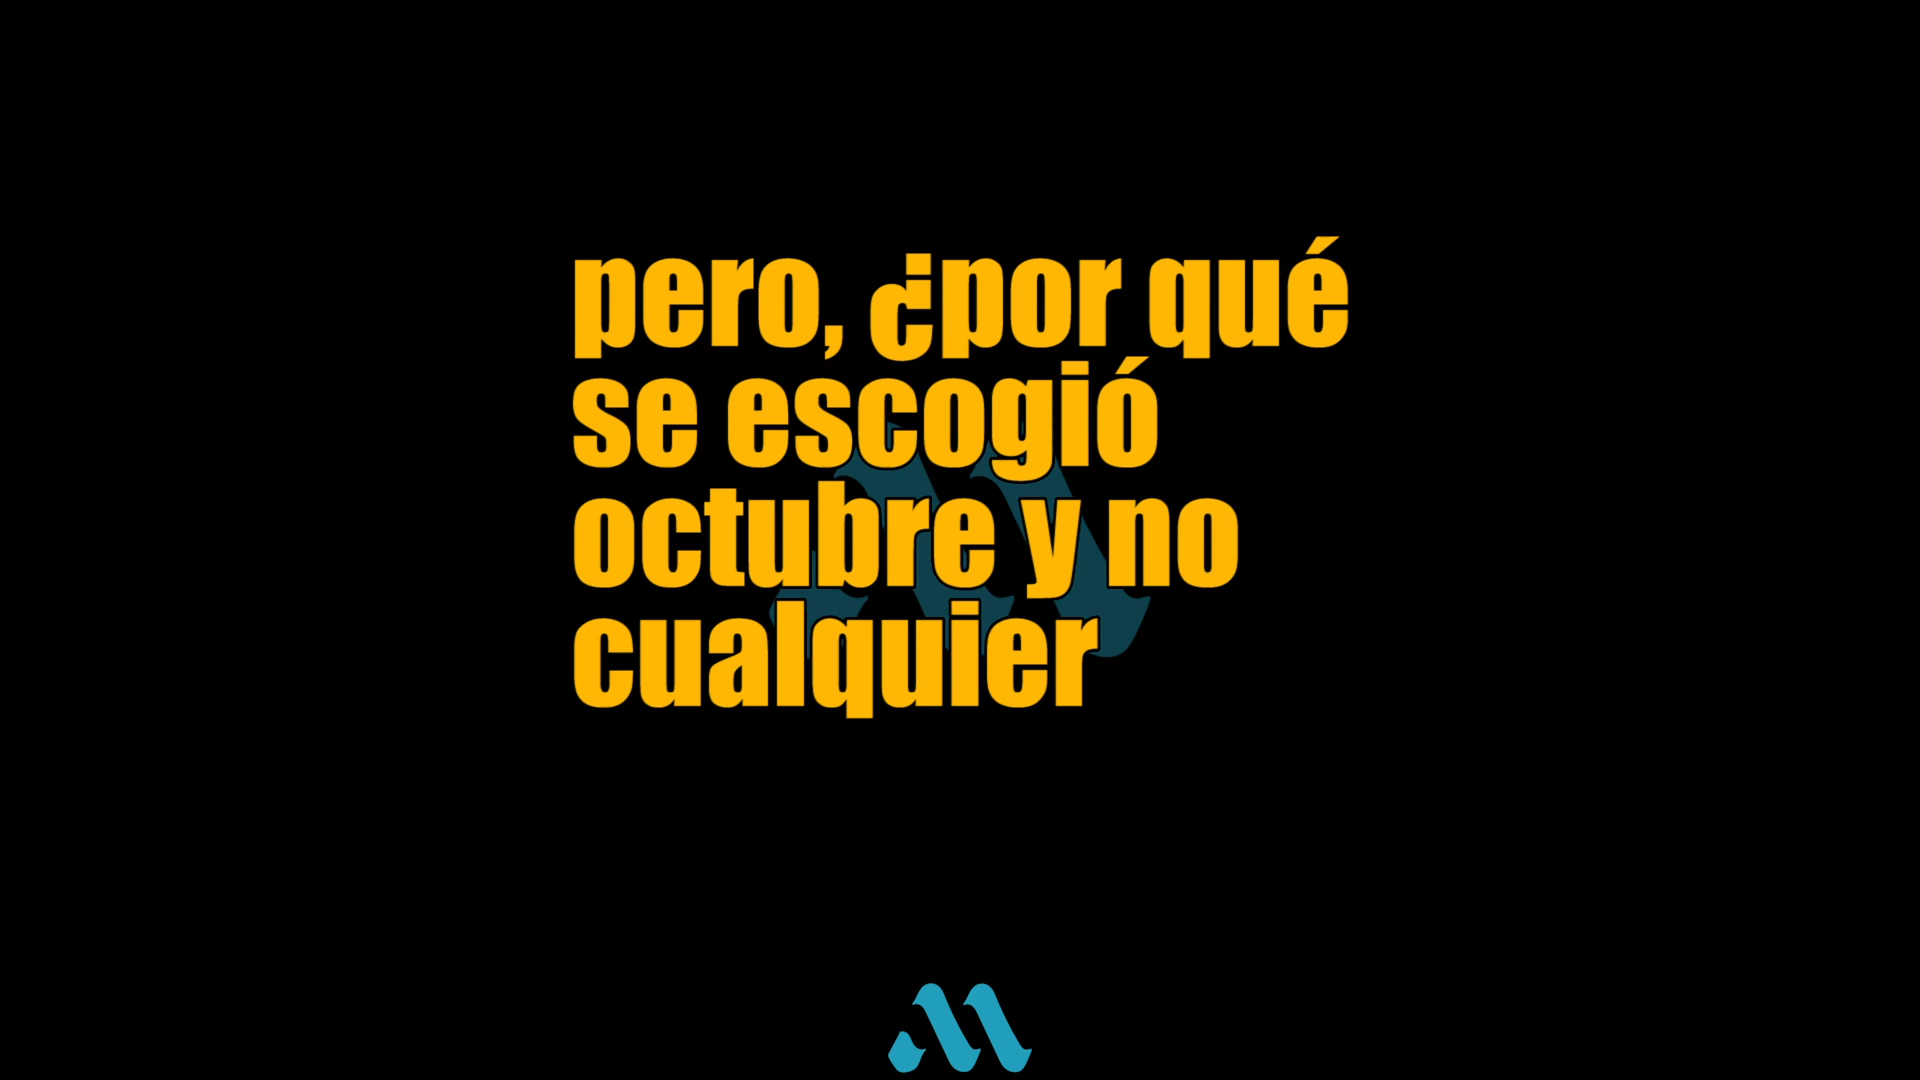 pero, ¿por qué
se escogió
octubre y no
cualquier